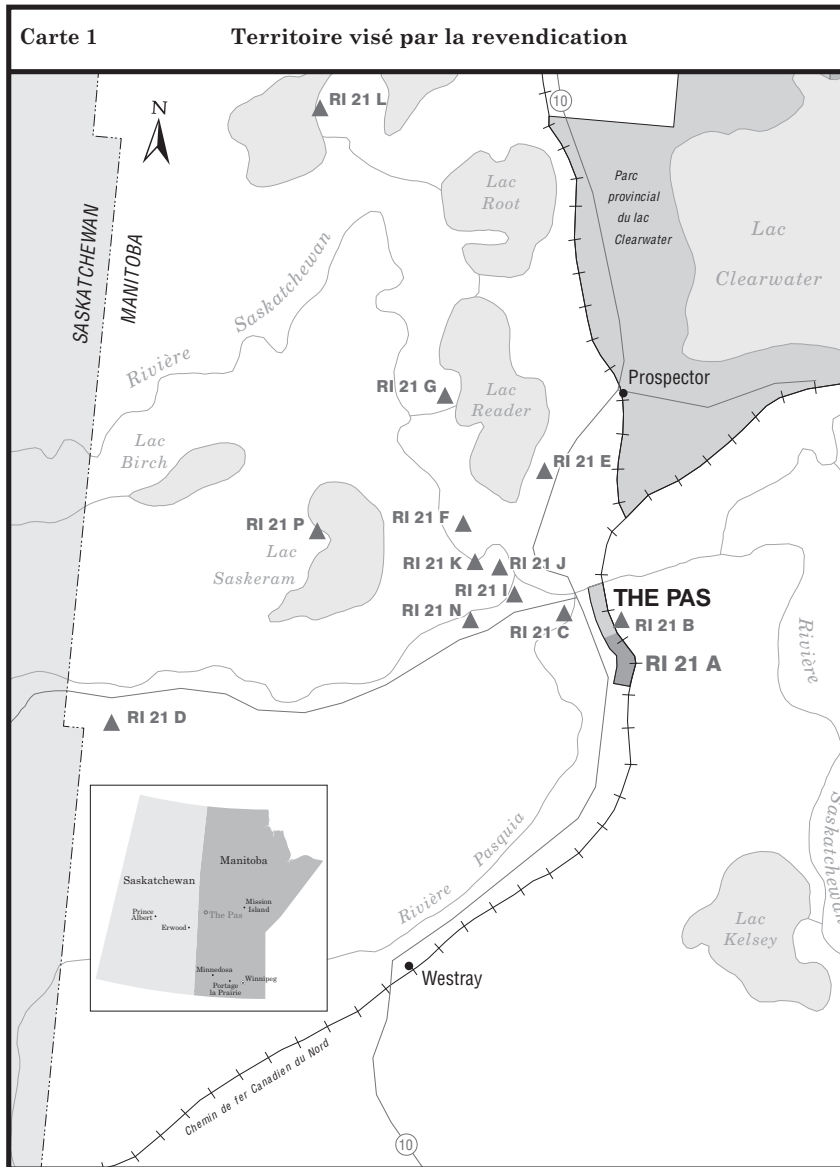 Carte 1
Territoire visé par la revendication
N
RI 21 L
10
Lac
Root
Parc
provincial
du lac
Clearwater
Lac
Clearwater
SASKATCHEWAN
MANITOBA
Rivière
Saskatchewan
RI 21 G
Lac
Reader
Prospector
Lac
Birch
RI 21 E
RI 21 P
Lac
Saskeram
RI 21 F
RI 21 K
RI 21 J
RI 21 I
RI 21 N
RI 21 C
THE PAS
RI 21 B
RI 21 A
Rivière
Saskatchewan
RI 21 D
Saskatchewan
Manitoba
Prince
Albert
Erwood
The Pas
Mission
Island
Minnedosa
Portage
la Prairie
Winnipeg
Rivière
Pasquia
Lac
Kelsey
Westray
Chemin de fer Canadien du Nord
10